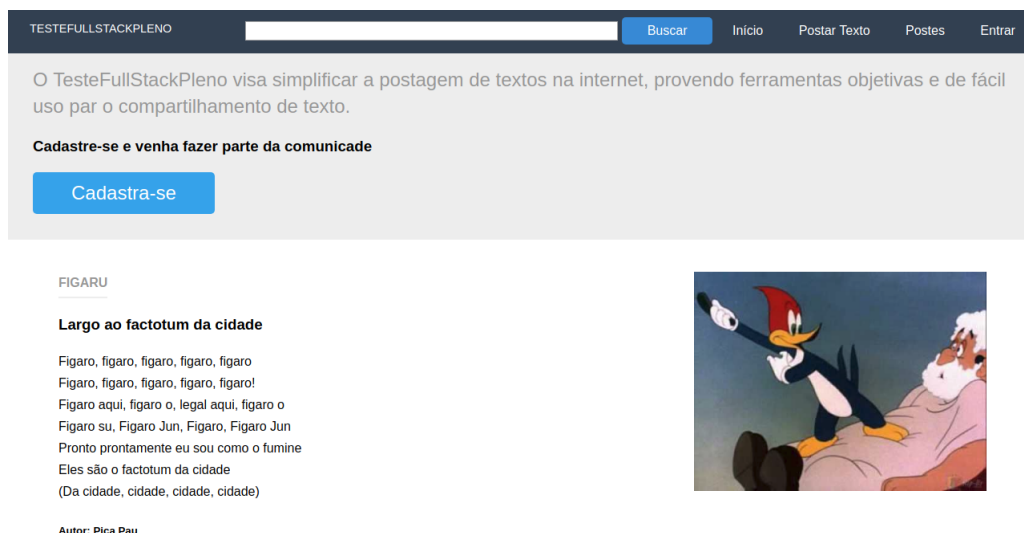 TESTEFULLSTACKPLENO Buscar Início Postar Texto Postes Entrar
O TesteFullStackPleno visa simplificar a postagem de textos na internet, provendo ferramentas objetivas e de fácil
uso par o compartilhamento de texto.
Cadastre-se e venha fazer parte da comunicade
Cadastra-se
FIGARU
Largo ao factotum da cidade
Figaro, figaro, figaro, figaro, figaro
Figaro, figaro, figaro, figaro, figaro!
Figaro aqui, figaro o, legal aqui, figaro o
Figaro su, Figaro Jun, Figaro, Figaro Jun
Pronto prontamente eu sou como o fumine
Eles são o factotum da cidade
(Da cidade, cidade, cidade, cidade)
Autor: Pica Pau